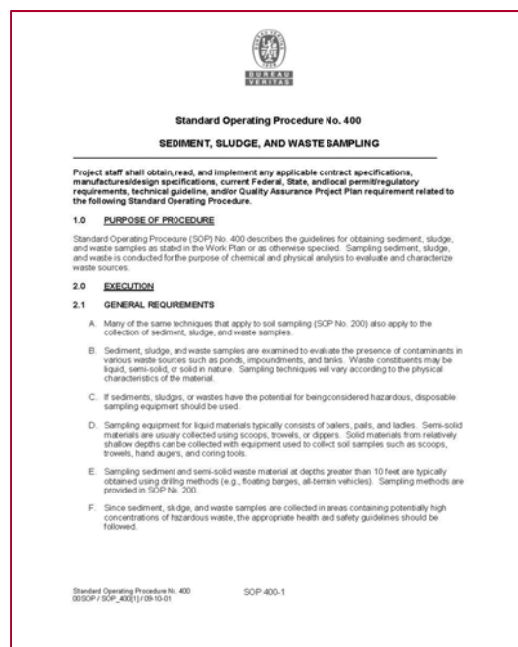 BUREAU
VERITAS
Standard Operating Procedure No. 400
SEDIMENT, SLUDGE, AND WASTE SAMPLING
Project staff shall obtain, read, and implement any applicable contract specifications,
manufactures/design specifications, current Federal, State, and local permit/regulatory
requirements, technical guideline, and/or Quality Assurance Project Plan requirement related to
the following Standard Operating Procedure.
1.0 PURPOSE OF PROCEDURE
Standard Operating Procedure (SOP) No. 400 describes the guidelines for obtaining sediment, sludge,
and waste samples as stated in the Work Plan or as otherwise specified. Sampling sediment, sludge,
and waste is conducted for the purpose of chemical and physical analysis to evaluate and characterize
waste sources.
2.0 EXECUTION
2.1 GENERAL REQUIREMENTS
A. Many of the same techniques that apply to soil sampling (SOP No. 200) also apply to the
collection of sediment, sludge, and waste samples.
B. Sediment, sludge, and waste samples are examined to evaluate the presence of contaminants in
various waste sources such as ponds, impoundments, and tanks. Waste constituents may be
liquid, semi-solid, or solid in nature. Sampling techniques will vary according to the physical
characteristics of the material.
C. If sediments, sludges, or wastes have the potential for being considered hazardous, disposable
sampling equipment should be used.
D. Sampling equipment for liquid materials typically consists of bailers, pails, and ladles. Semi-solid
materials are usually collected using scoops, trowels, or dippers. Solid materials from relatively
shallow depths can be collected with equipment used to collect soil samples such as scoops,
trowels, hand augers, and coring tools.
E. Sampling sediment and semi-solid waste material at depths greater than 10 feet are typically
obtained using drilling methods (e.g., floating barges, all-terrain vehicles). Sampling methods are
provided in SOP No. 200.
F. Since sediment, sludge, and waste samples are collected in areas containing potentially high
concentrations of hazardous waste, the appropriate health and safety guidelines should be
followed.
Standard Operating Procedure No. 400
00SOP / SOP_400[1] / 09-10-01
SOP 400-1